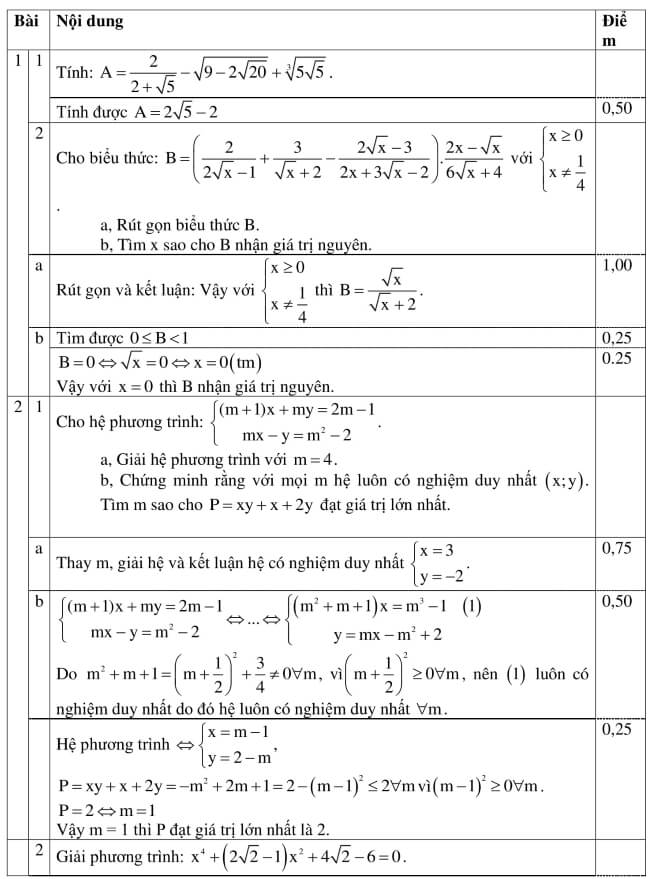 Bài Nội dung Điể
m
1 1 Tính: A = 2/(2+√5) − √(9−2√20) + ∛(5√5) .
Tính được A = 2√5 − 2 0,50
2 Cho biểu thức: B = (2/(2√x −1) + 3/(√x +2) − (2√x −3)/(2x+3√x −2)) . (2x−√x)/(6√x +4) với { x ≥ 0 ; x ≠ 1/4
.
a, Rút gọn biểu thức B.
b, Tìm x sao cho B nhận giá trị nguyên.
a Rút gọn và kết luận: Vậy với { x ≥ 0 ; x ≠ 1/4 thì B = √x/(√x +2) . 1,00
b Tìm được 0 ≤ B < 1 0,25
B = 0 ⇔ √x = 0 ⇔ x = 0(tm) 0.25
Vậy với x = 0 thì B nhận giá trị nguyên.
2 1 Cho hệ phương trình: { (m+1)x + my = 2m −1 ; mx − y = m² − 2 .
a, Giải hệ phương trình với m = 4.
b, Chứng minh rằng với mọi m hệ luôn có nghiệm duy nhất (x;y).
Tìm m sao cho P = xy + x + 2y đạt giá trị lớn nhất.
a Thay m, giải hệ và kết luận hệ có nghiệm duy nhất { x = 3 ; y = −2 . 0,75
b { (m+1)x + my = 2m −1 ; mx − y = m² − 2 ⇔ ... ⇔ { (m² + m +1)x = m³ −1 (1) ; y = mx − m² + 2 0,50
Do m² + m +1 = (m + 1/2)² + 3/4 ≠ 0∀m, vì (m + 1/2)² ≥ 0∀m, nên (1) luôn có
nghiệm duy nhất do đó hệ luôn có nghiệm duy nhất ∀m.
Hệ phương trình ⇔ { x = m −1 ; y = 2 − m , 0,25
P = xy + x + 2y = −m² + 2m +1 = 2 − (m −1)² ≤ 2∀m vì (m −1)² ≥ 0∀m.
P = 2 ⇔ m = 1
Vậy m = 1 thì P đạt giá trị lớn nhất là 2.
2 Giải phương trình: x⁴ + (2√2 −1)x² + 4√2 − 6 = 0.